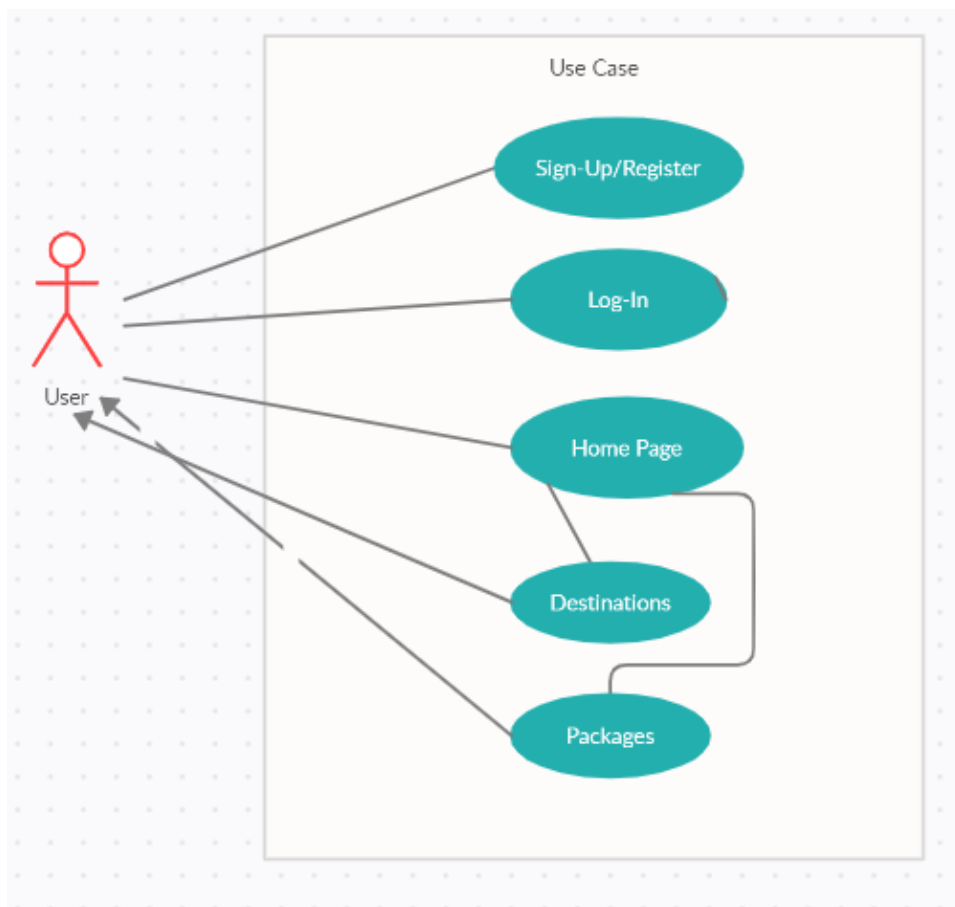 Use Case
Sign-Up/Register
Log-In
User
Home Page
Destinations
Packages